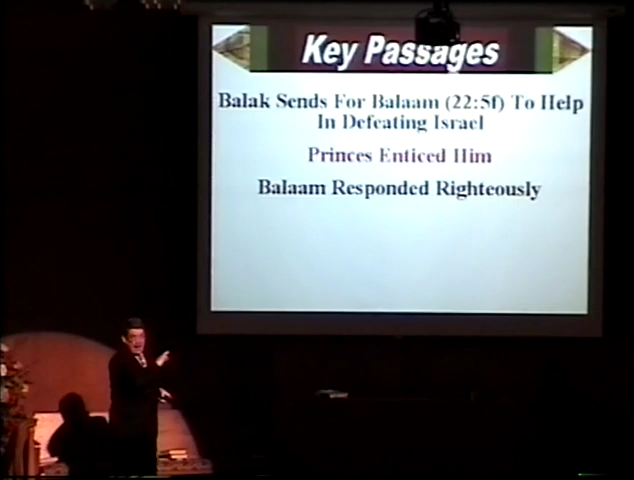 Key Passages
Balak Sends For Balaam (22:5f) To Help
In Defeating Israel
Princes Enticed Him
Balaam Responded Righteously